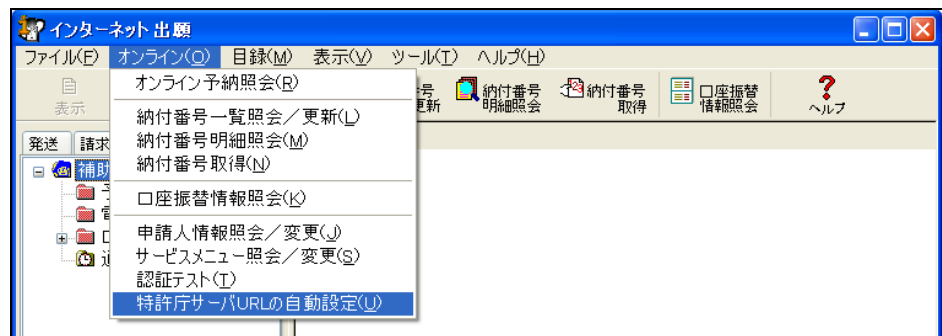 インターネット出願
ファイル(F) オンライン(O) 目録(M) 表示(V) ツール(T) ヘルプ(H)
表示
号
更新
納付番号
明細照会
納付番号
取得
口座振替
情報照会
ヘルプ
オンライン予納照会(R)
納付番号一覧照会／更新(L)
納付番号明細照会(M)
納付番号取得(N)
口座振替情報照会(K)
申請人情報照会／変更(J)
サービスメニュー照会／変更(S)
認証テスト(T)
特許庁サーバURLの自動設定(U)
発送 請求
補助